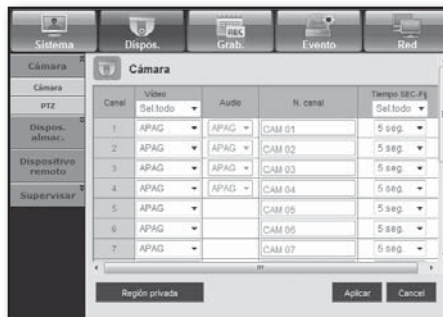 Sistema Dispos. Grab. Evento Red
REC
Cámara
Cámara
PTZ
Dispos. almac.
Dispositivo remoto
Supervisar
Cámara
Canal Vídeo Audio N. canal Tiempo SEC-Fij
Sel.todo Sel.todo
1 APAG APAG CAM 01 5 seg.
2 APAG APAG CAM 02 5 seg.
3 APAG APAG CAM 03 5 seg.
4 APAG APAG CAM 04 5 seg.
5 APAG CAM 05 5 seg.
6 APAG CAM 06 5 seg.
7 APAG CAM 07 5 seg.
Región privada Aplicar Cancel